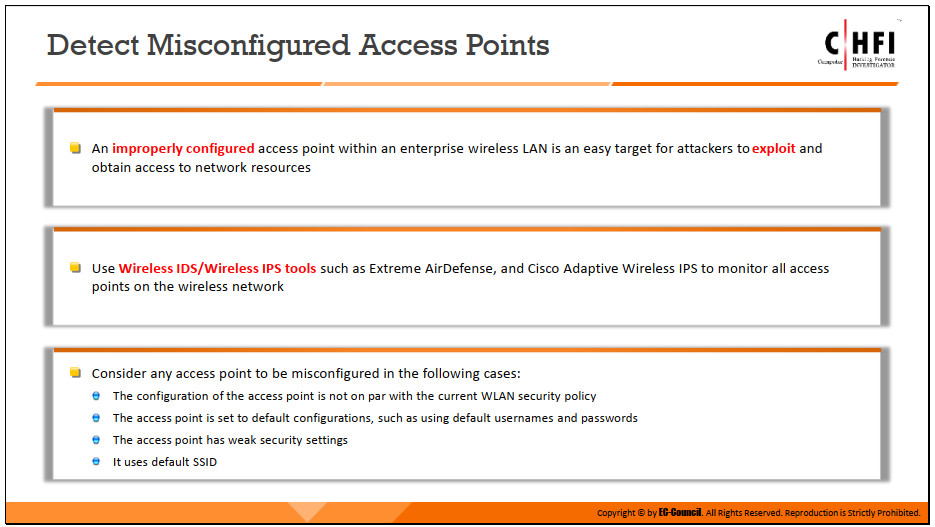 Detect Misconfigured Access Points
CHFI
Computer Hacking Forensic
INVESTIGATOR
An improperly configured access point within an enterprise wireless LAN is an easy target for attackers to exploit and
obtain access to network resources
Use Wireless IDS/Wireless IPS tools such as Extreme AirDefense, and Cisco Adaptive Wireless IPS to monitor all access
points on the wireless network
Consider any access point to be misconfigured in the following cases:
The configuration of the access point is not on par with the current WLAN security policy
The access point is set to default configurations, such as using default usernames and passwords
The access point has weak security settings
It uses default SSID
Copyright © by EC-Council. All Rights Reserved. Reproduction is Strictly Prohibited.